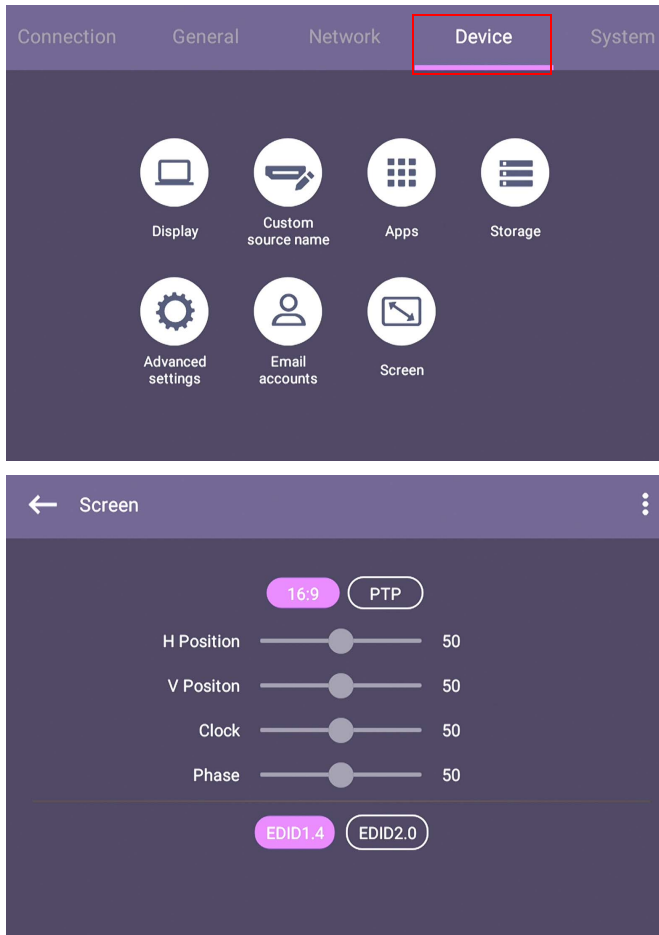 Connection General Network Device System
Display
Custom
source name
Apps
Storage
Advanced
settings
Email
accounts
Screen
Screen
16:9 PTP
H Position 50
V Positon 50
Clock 50
Phase 50
EDID1.4 EDID2.0